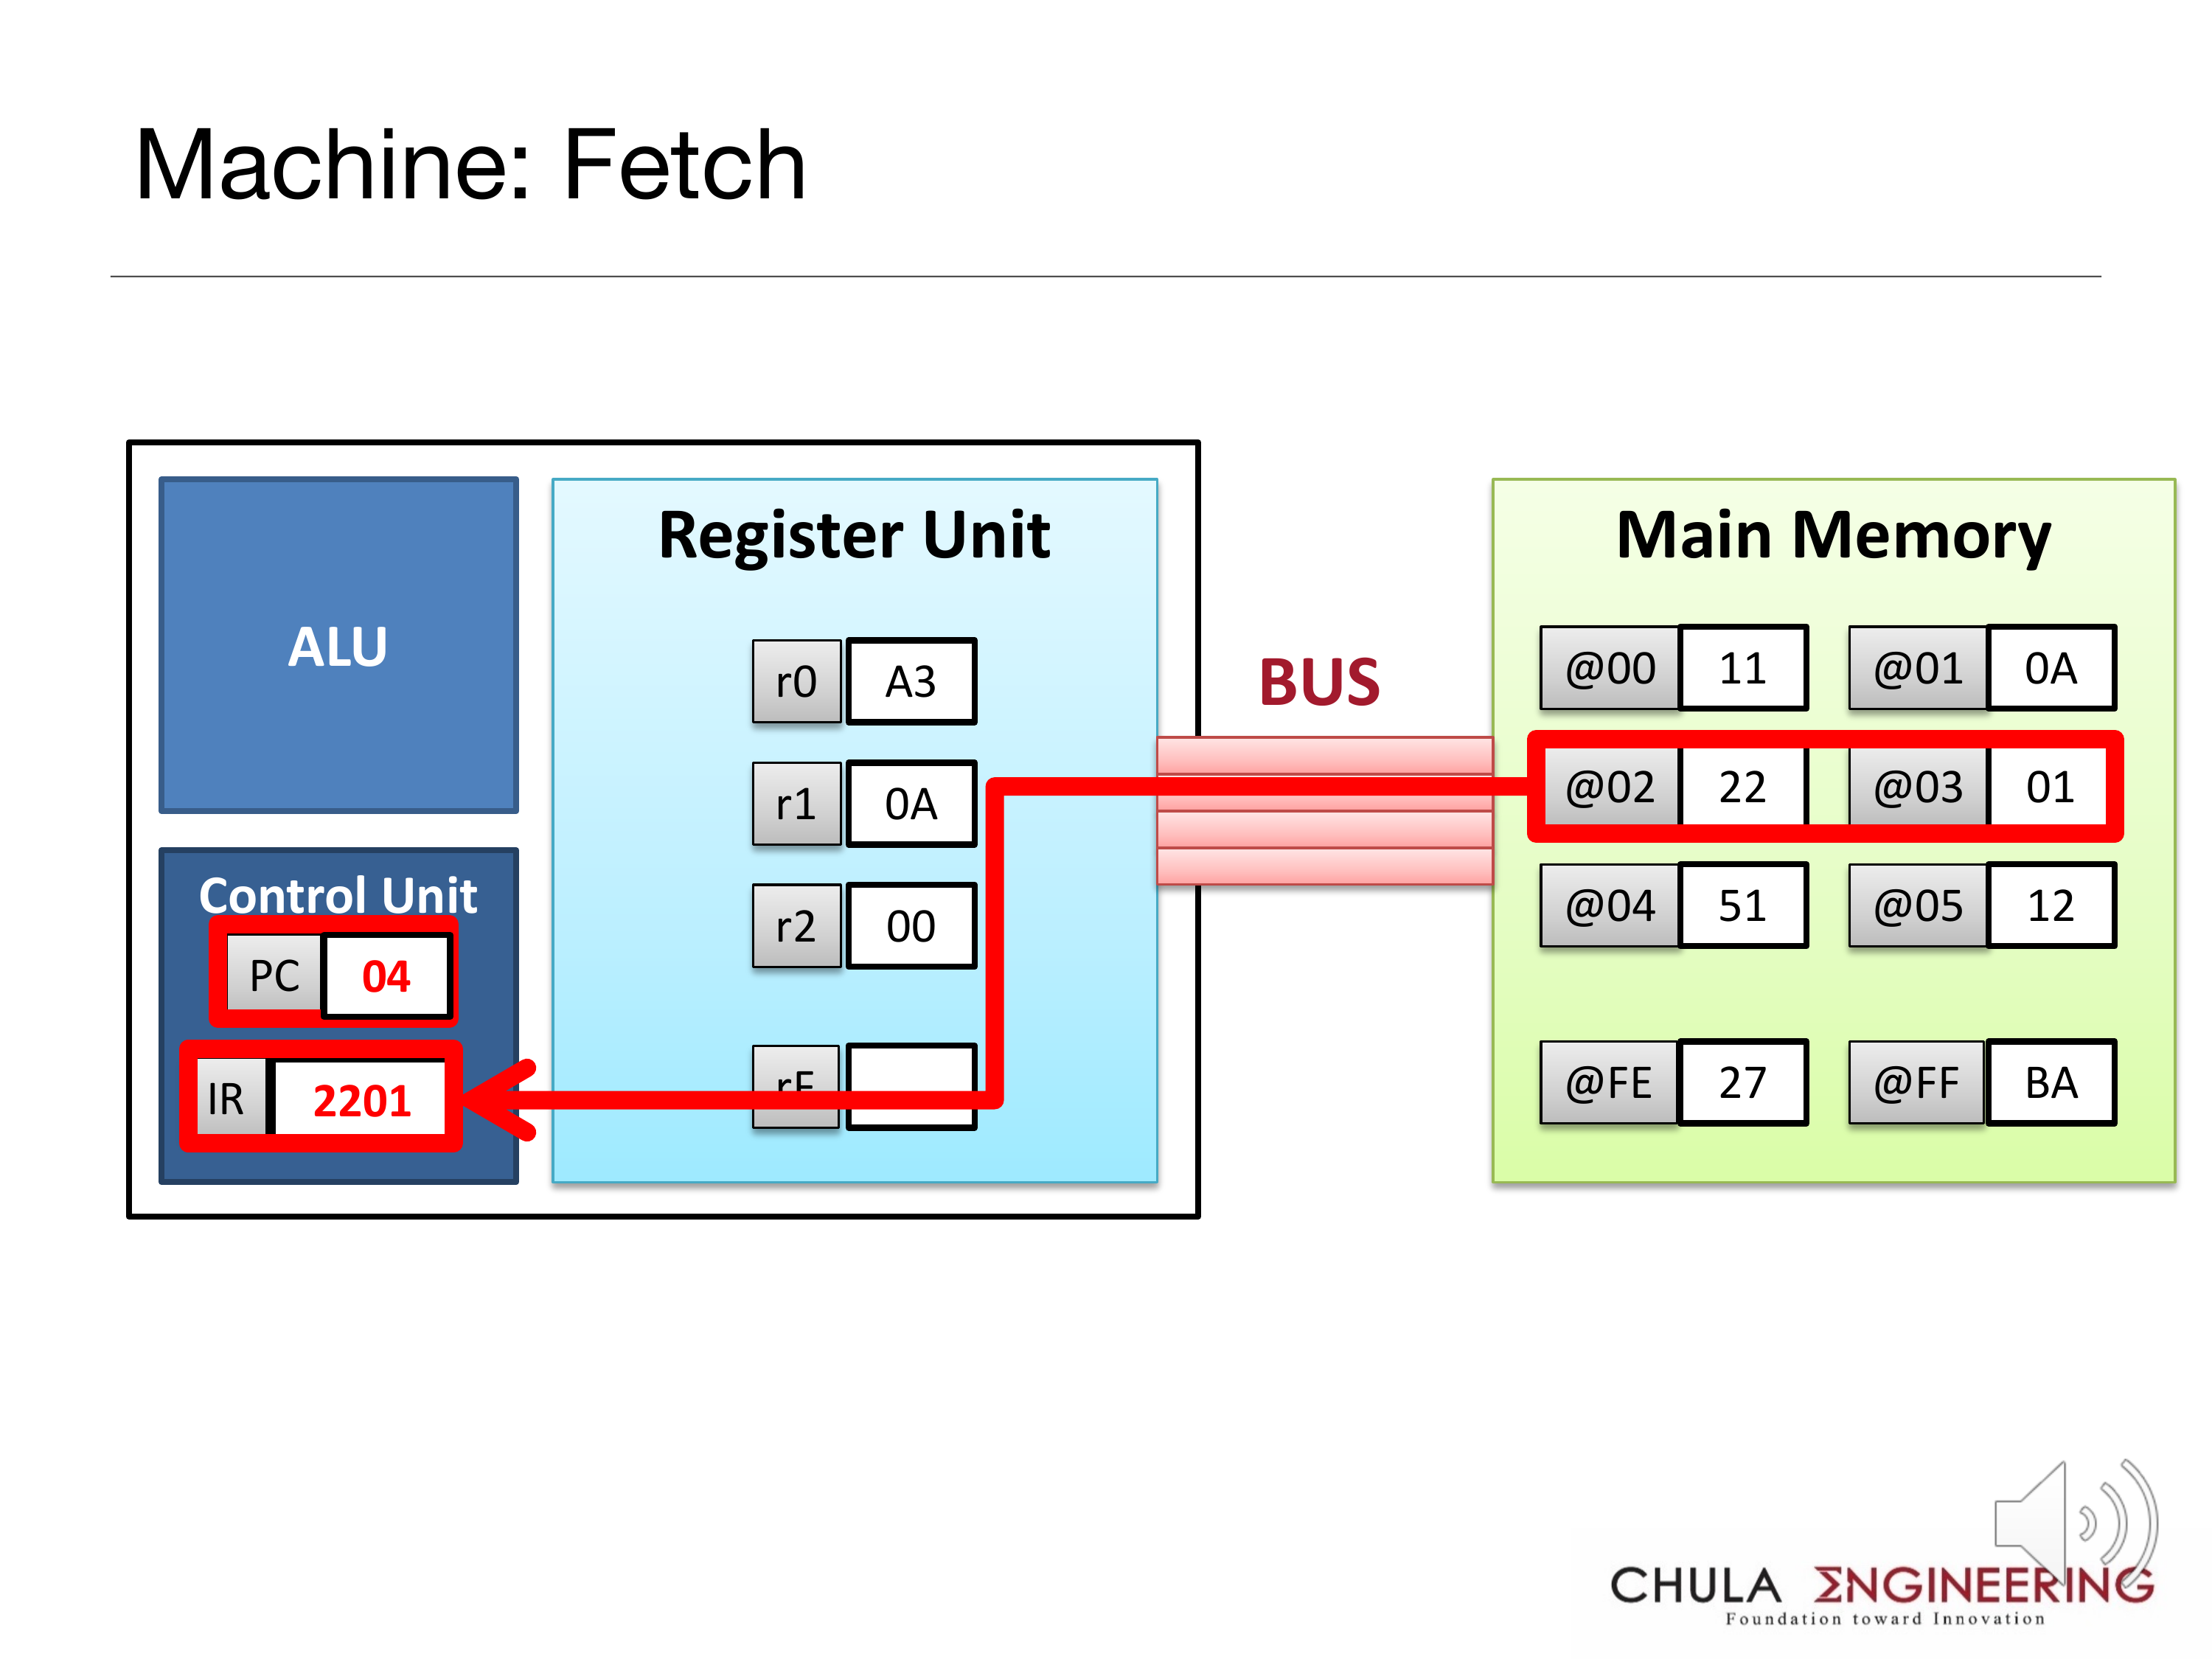 Machine: Fetch
ALU
Control Unit
PC 04
IR 2201
Register Unit
r0 A3
r1 0A
r2 00
BUS
Main Memory
@00 11 @01 0A
@02 22 @03 01
@04 51 @05 12
@FE 27 @FF BA
CHULA ΣNGINEERING
Foundation toward Innovation